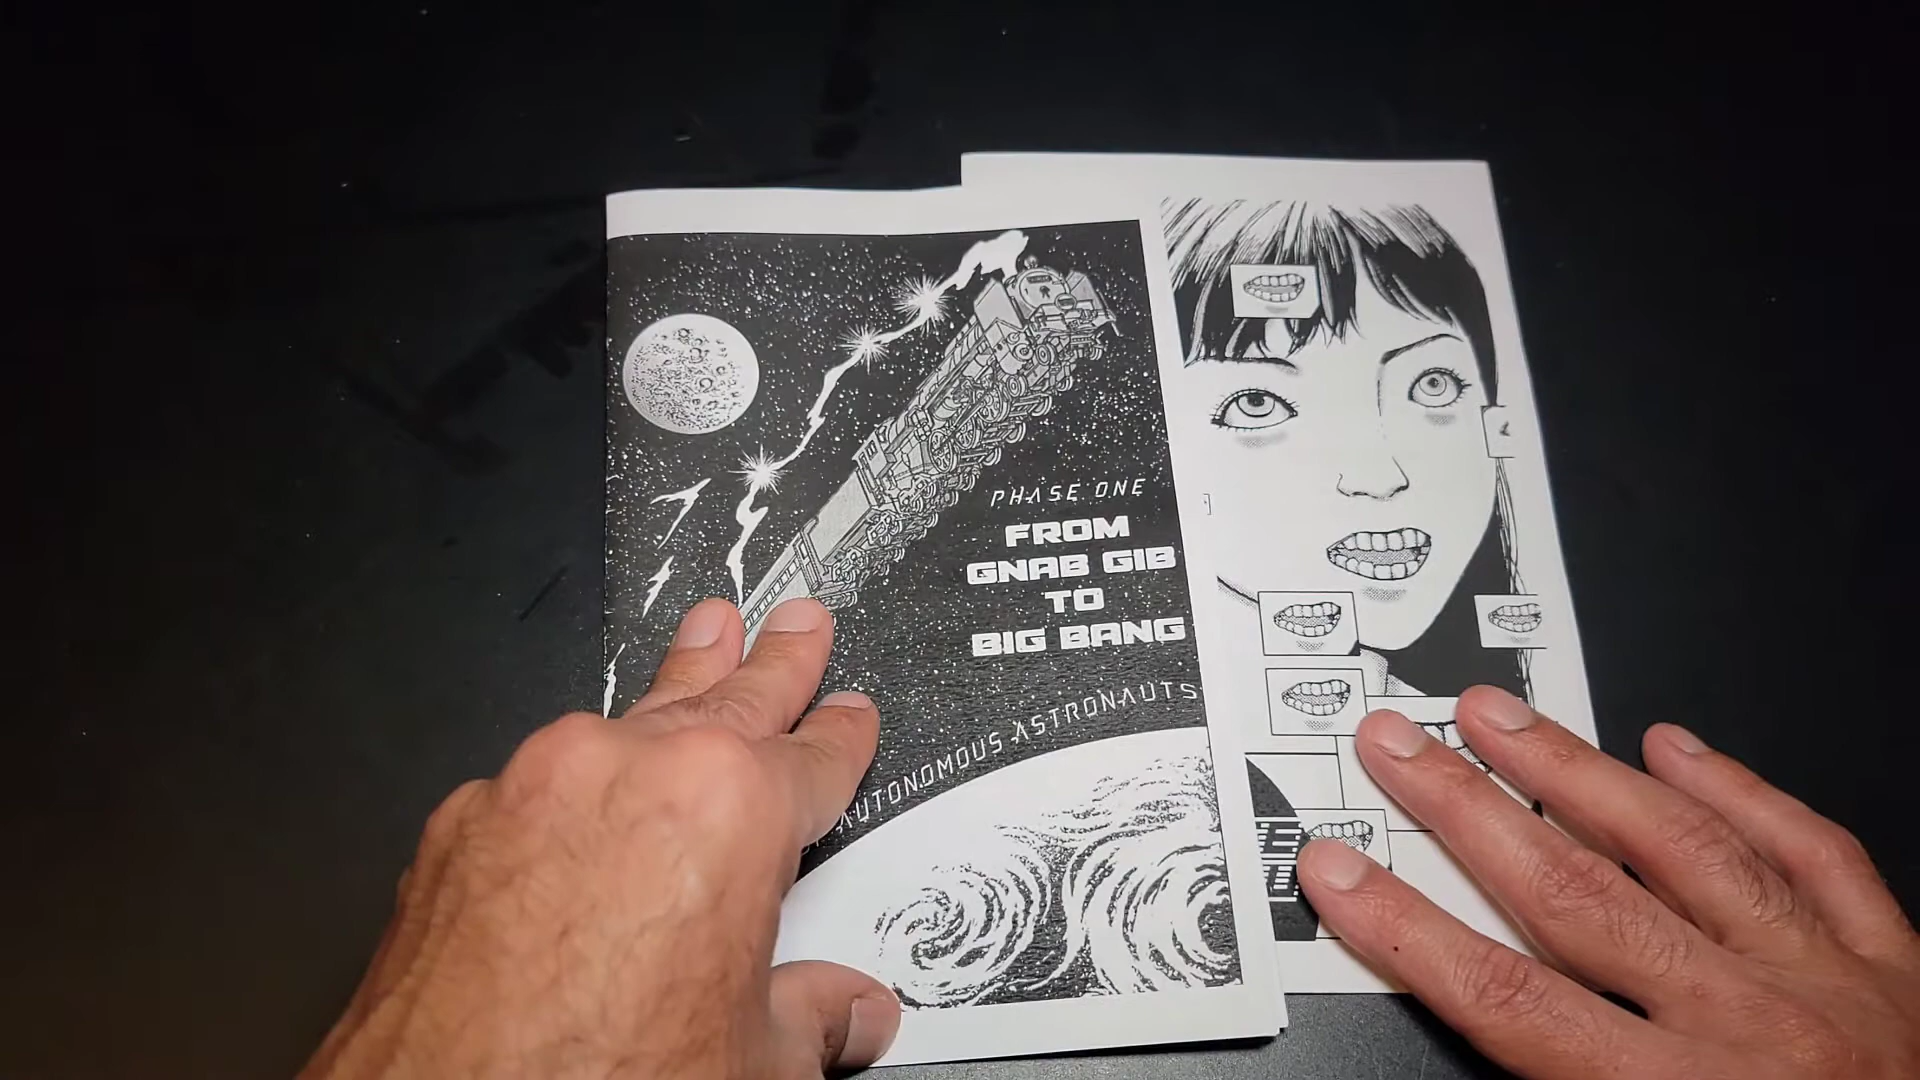 PHASE ONE
FROM
GNAB GIB
TO
BIG BANG
AUTONOMOUS ASTRONAUTS